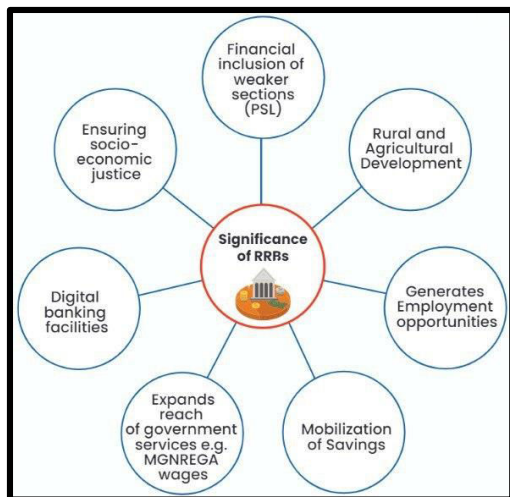 Financial
inclusion of
weaker
sections
(PSL)
Ensuring
socio-
economic
justice
Rural and
Agricultural
Development
Significance
of RRBs
Digital
banking
facilities
Generates
Employment
opportunities
Expands
reach
of government
services e.g.
MGNREGA
wages
Mobilization
of Savings